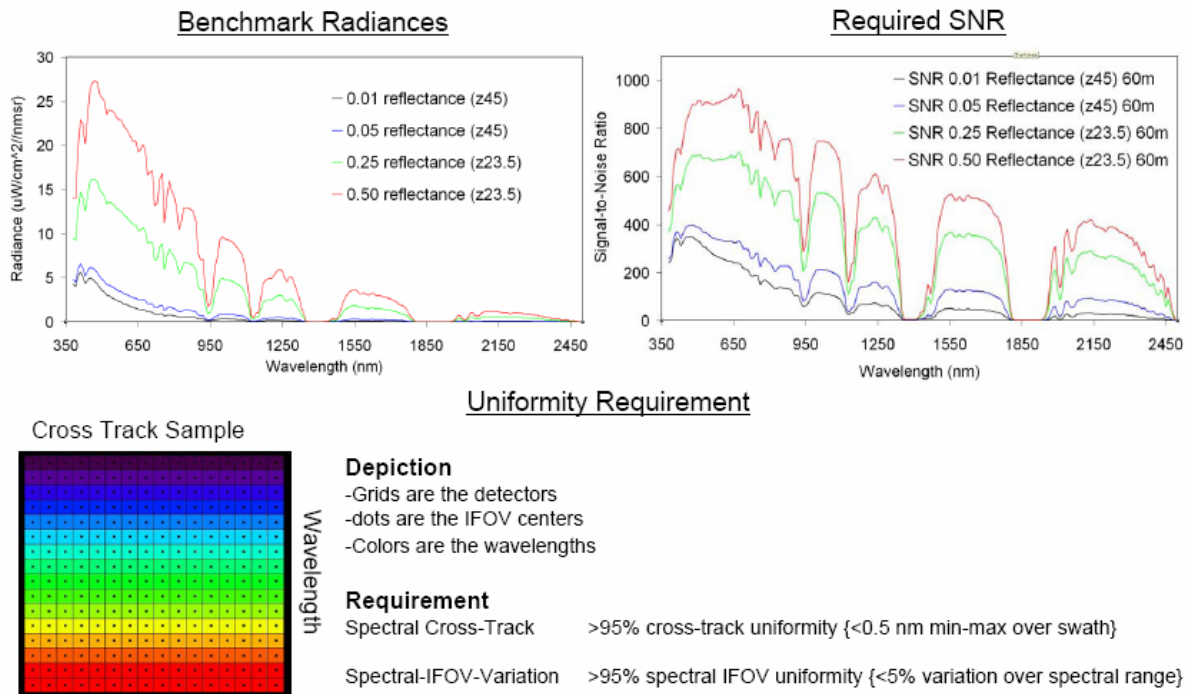 Benchmark Radiances
Radiance (uW/cm^2//nmsr)
30
25
20
15
10
5
0
350 650 950 1250 1550 1850 2150 2450
Wavelength (nm)
0.01 reflectance (z45)
0.05 reflectance (z45)
0.25 reflectance (z23.5)
0.50 reflectance (z23.5)
Required SNR
Signal-to-Noise Ratio
1000
800
600
400
200
0
350 650 950 1250 1550 1850 2150 2450
Wavelength (nm)
SNR 0.01 Reflectance (z45) 60m
SNR 0.05 Reflectance (z45) 60m
SNR 0.25 Reflectance (z23.5) 60m
SNR 0.50 Reflectance (z23.5) 60m
Uniformity Requirement
Cross Track Sample
Wavelength
Depiction
-Grids are the detectors
-dots are the IFOV centers
-Colors are the wavelengths
Requirement
Spectral Cross-Track >95% cross-track uniformity {<0.5 nm min-max over swath}
Spectral-IFOV-Variation >95% spectral IFOV uniformity {<5% variation over spectral range}